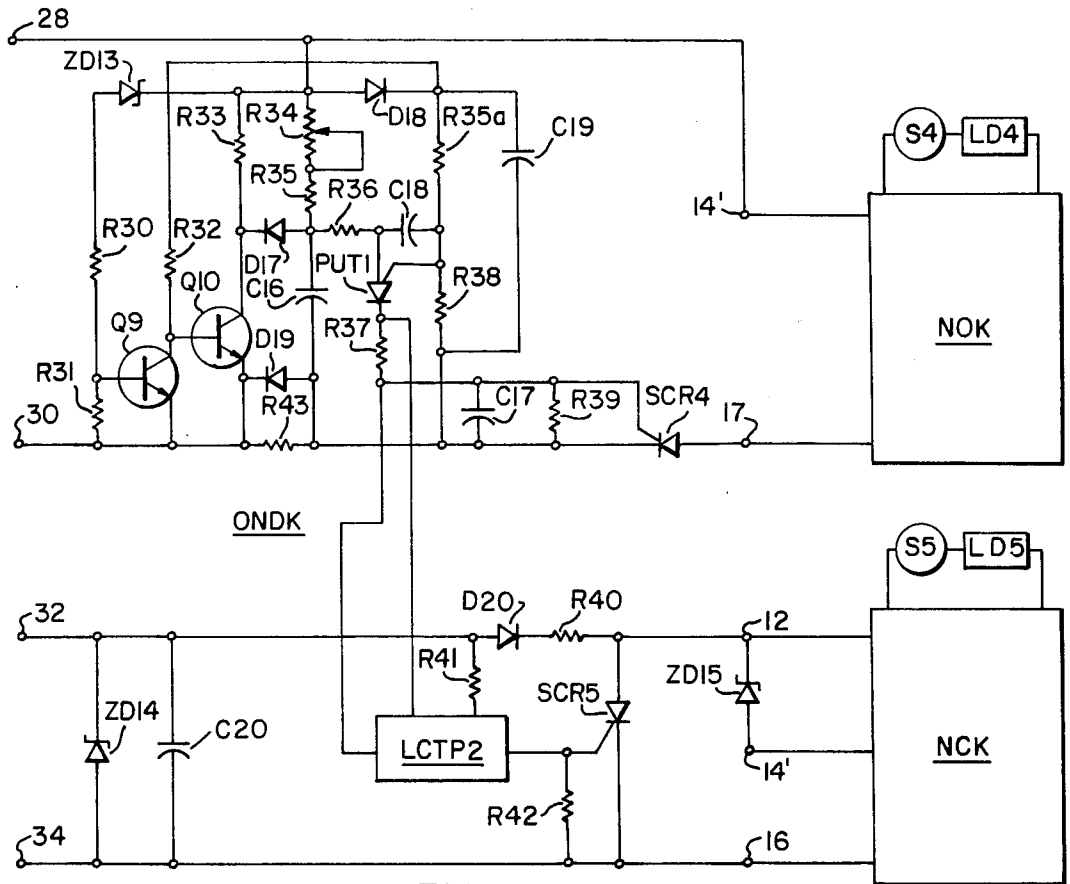 28
ZD13
R33
R34
D18
R35a
C19
S4
LD4
R35
R36
C18
14'
R30
R32
D17
PUT1
C16
R38
Q10
R37
NOK
Q9
D19
R31
R43
C17
R39
SCR4
30
17
ONDK
S5
LD5
32
D20
R40
12
R41
ZD15
SCR5
ZD14
C20
LCTP2
NCK
14'
R42
34
16